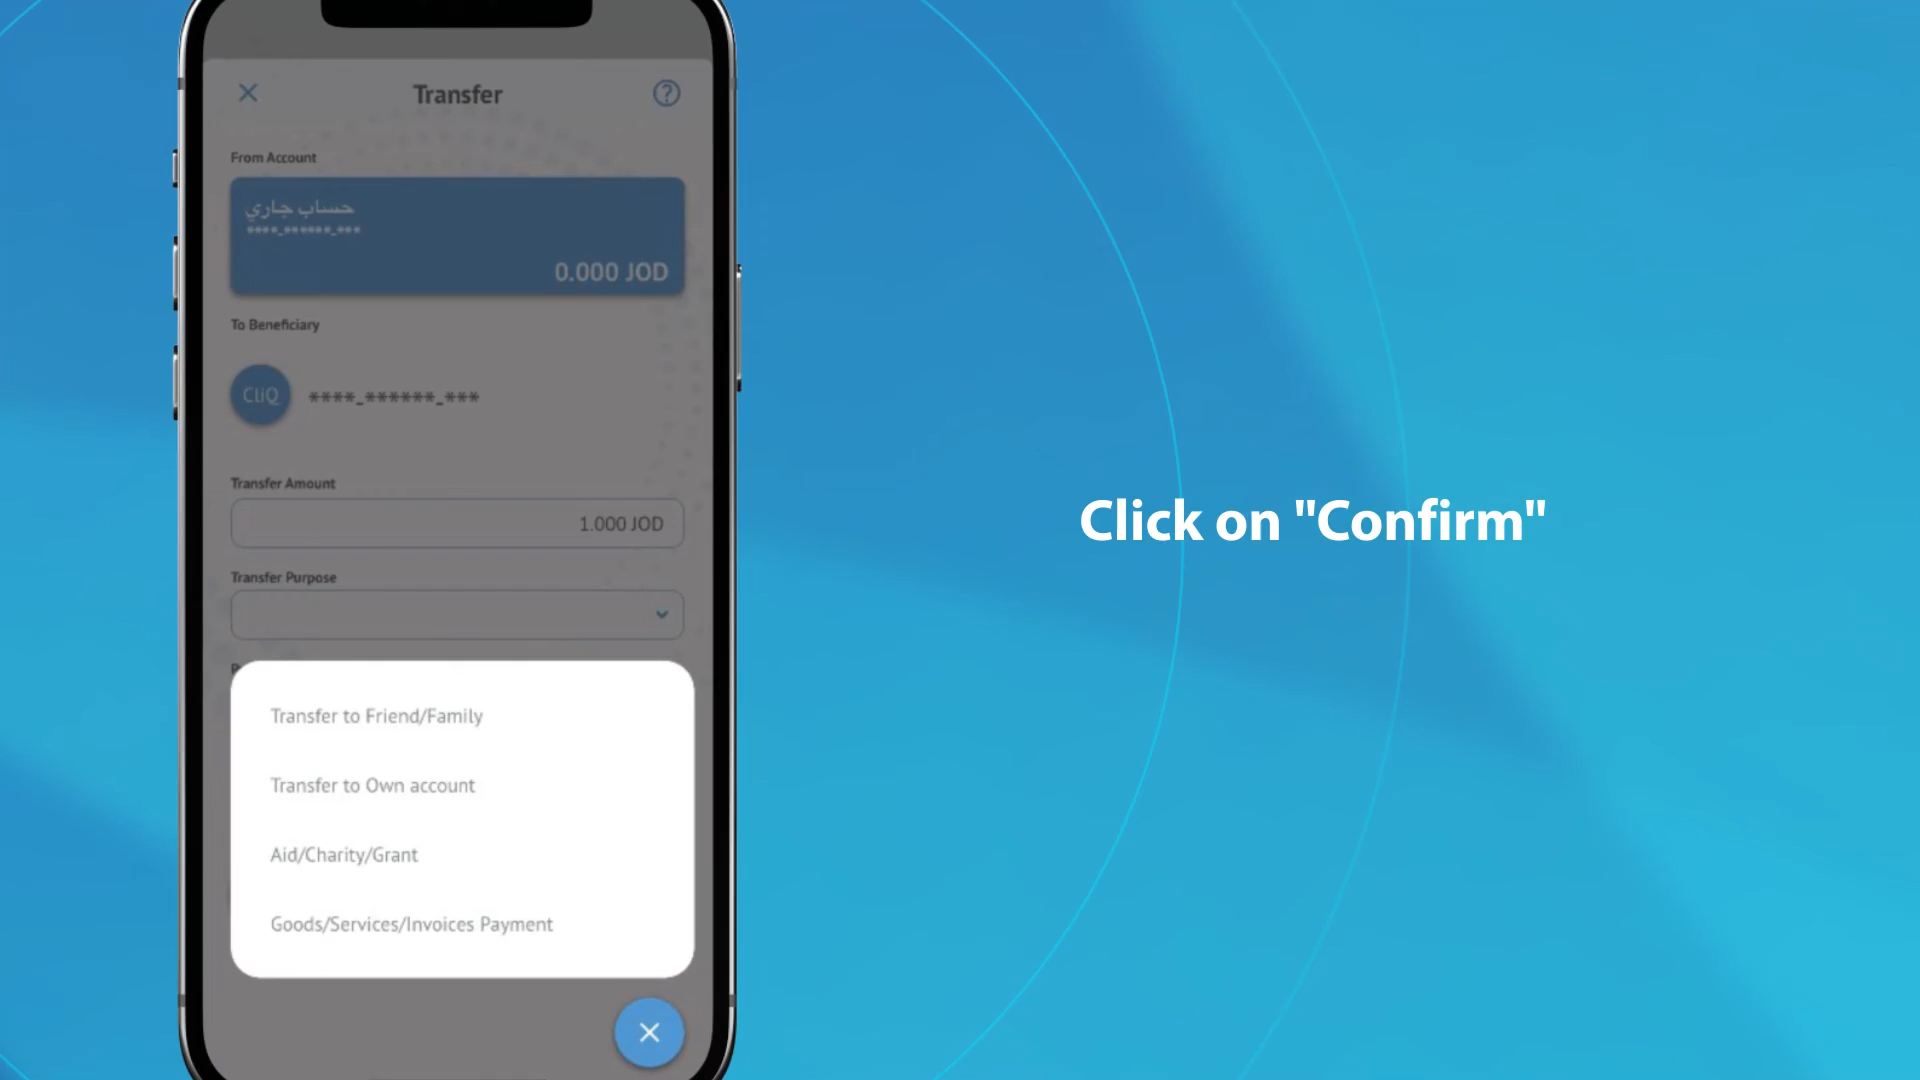 Transfer
From Account
حساب جاري
****_******_***
0.000 JOD
To Beneficiary
CliQ
****_******_***
Transfer Amount
1.000 JOD
Transfer Purpose
Transfer to Friend/Family
Transfer to Own account
Aid/Charity/Grant
Goods/Services/Invoices Payment
Click on "Confirm"